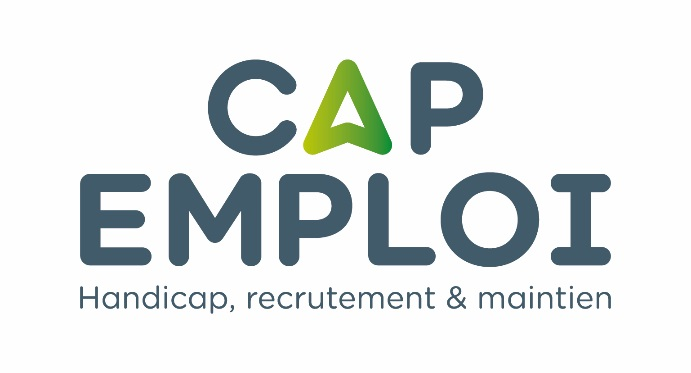 CAP
EMPLOI
Handicap, recrutement & maintien